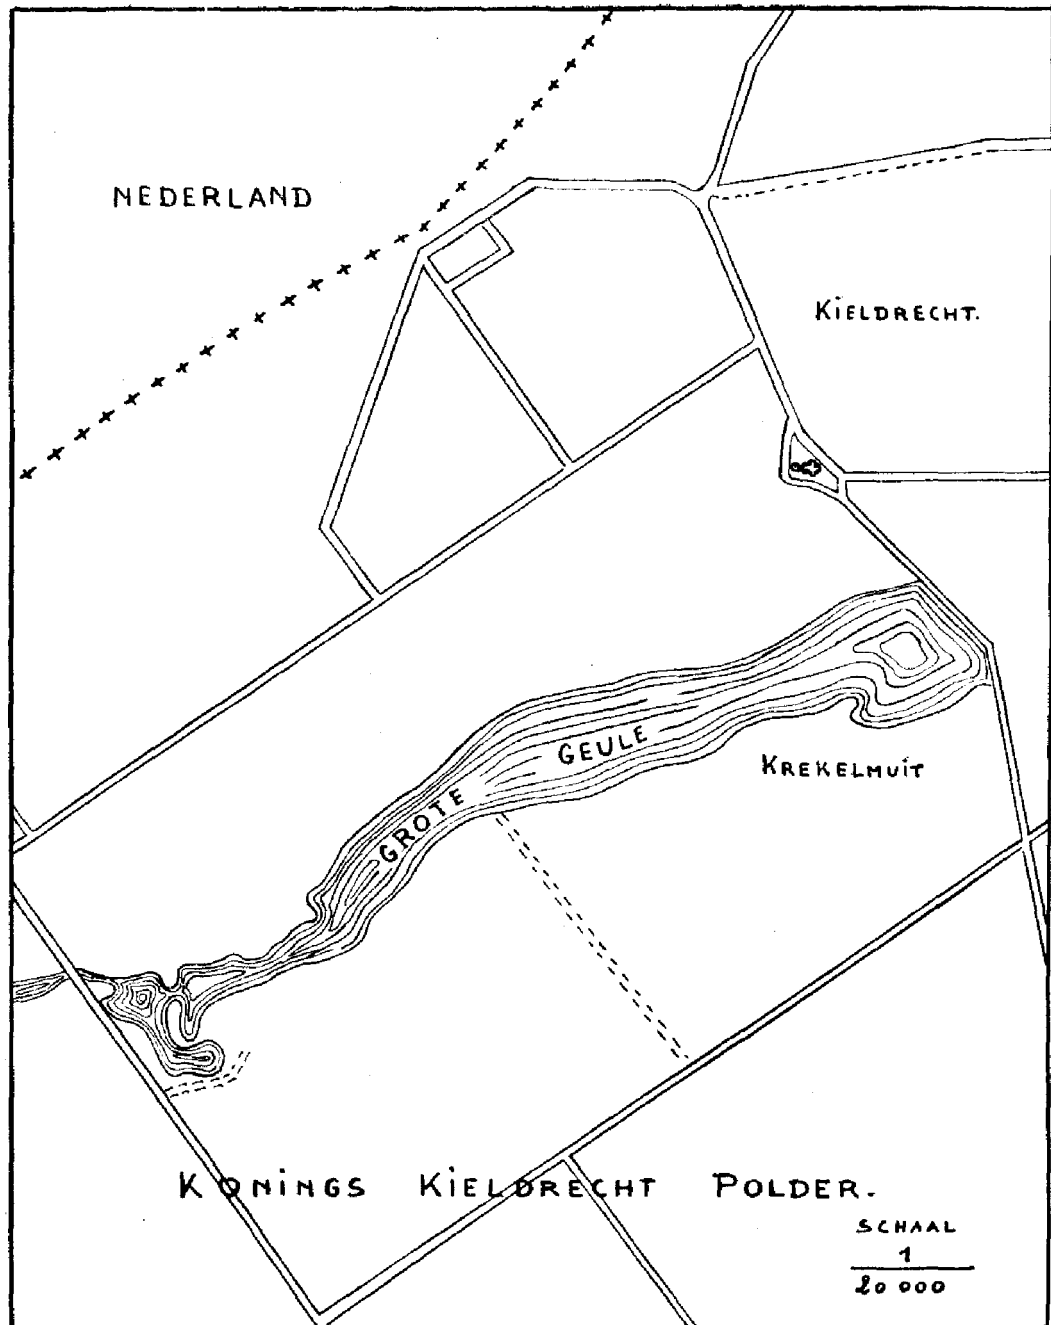 NEDERLAND
KIELDRECHT.
GROTE GEULE
KREKELMUIT
KONINGS KIELDRECHT POLDER.
SCHAAL
1
20 000